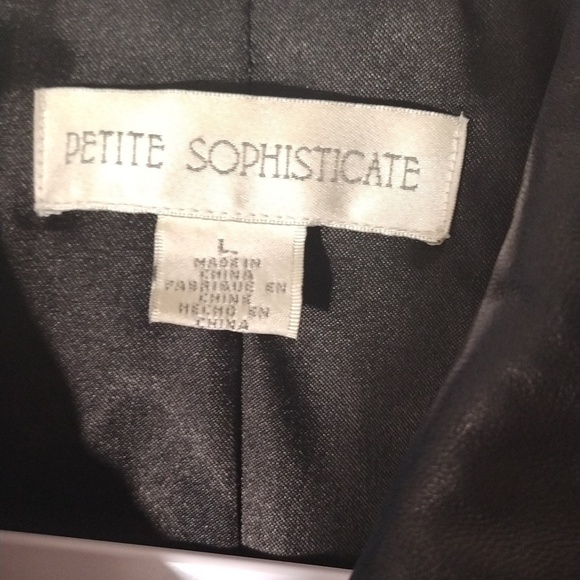 PETITE SOPHISTICATE
L
MADE IN
CHINA
FABRIQUE EN
CHINE
HECHO EN
CHINA